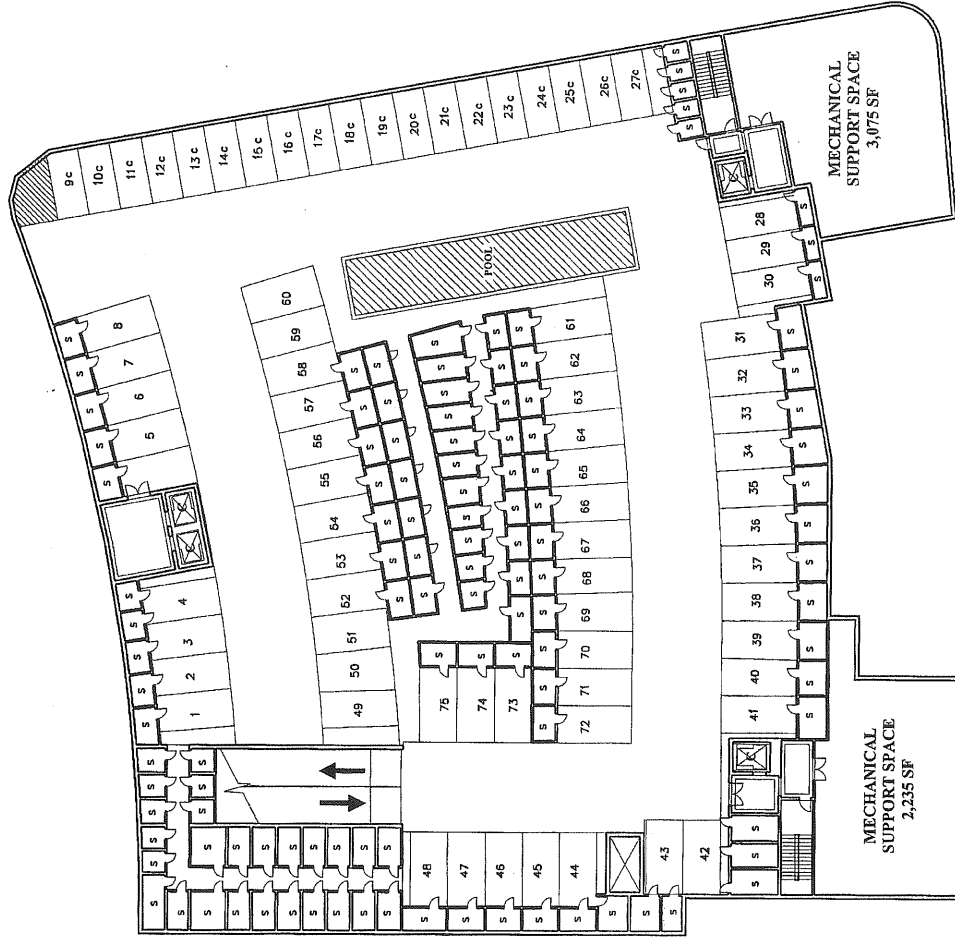 9c
10c
11c
12c
13c
14c
15c
16c
17c
18c
19c
20c
21c
22c
23c
24c
25c
26c
27c
S S S S S
MECHANICAL
SUPPORT SPACE
3,075 SF
S S S S S
8
7
6
5
S S S S S
4
3
2
1
60
59
58
57
56
55
54
53
52
51
50
49
S S S S S S S
S S S S S S S
POOL
S S S S S S S S S S S
S S S S S S S S S
S S S S S S S S S S S S
61
62
63
64
65
66
67
68
69
70
71
72
S S S
75
74
73
28
29
30
S S S
31
32
33
34
35
36
37
38
39
40
41
S S S S S S S S S S S
S S S S S
S S S
S S S S S S S S
S S S S S S S S S S
48
47
46
45
44
43
42
S S S S S S S S
S S S
MECHANICAL
SUPPORT SPACE
2,235 SF